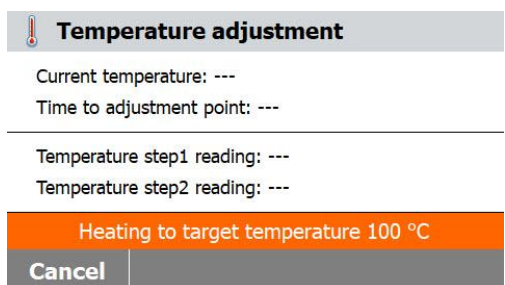 Temperature adjustment
Current temperature: ---
Time to adjustment point: ---
Temperature step1 reading: ---
Temperature step2 reading: ---
Heating to target temperature 100 °C
Cancel